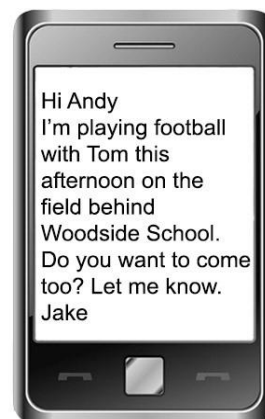 Hi Andy
I'm playing football
with Tom this
afternoon on the
field behind
Woodside School.
Do you want to come
too? Let me know.
Jake